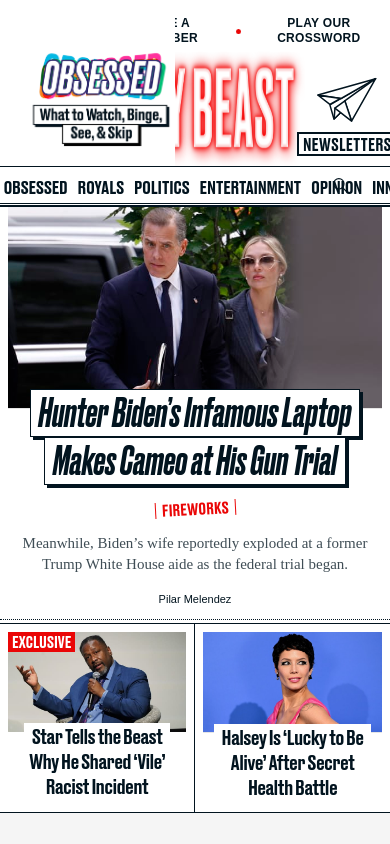 E A
BER
PLAY OUR
CROSSWORD
OBSESSED
What to Watch, Binge,
See, & Skip
Y BEAST
NEWSLETTERS
OBSESSED ROYALS POLITICS ENTERTAINMENT OPINION INN
Hunter Biden's Infamous Laptop
Makes Cameo at His Gun Trial
FIREWORKS
Meanwhile, Biden's wife reportedly exploded at a former
Trump White House aide as the federal trial began.
Pilar Melendez
EXCLUSIVE
Star Tells the Beast
Why He Shared ‘Vile’
Racist Incident
Halsey Is ‘Lucky to Be
Alive’ After Secret
Health Battle